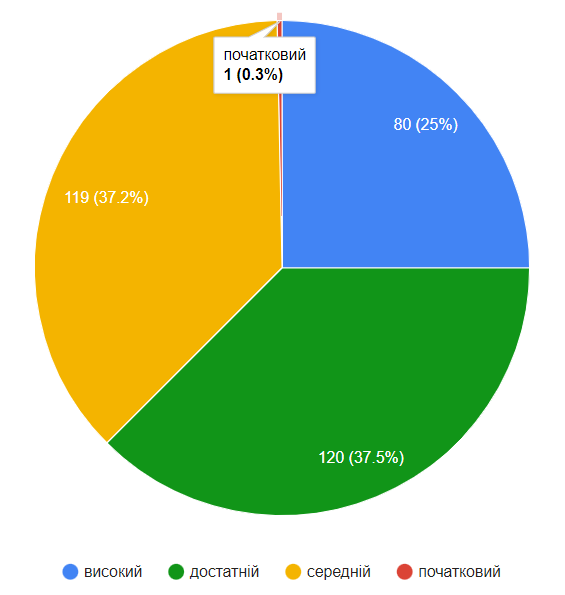 початковий
1 (0.3%)
80 (25%)
119 (37.2%)
120 (37.5%)
високий
достатній
середній
початковий